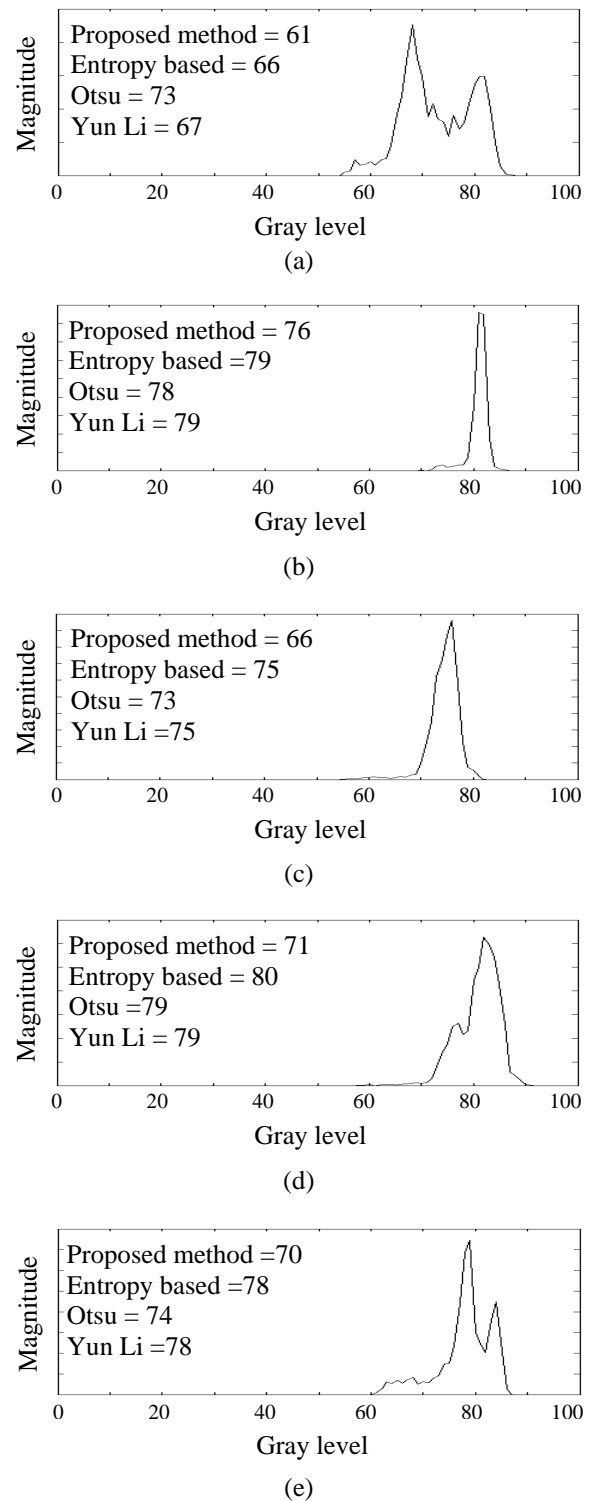 Magnitude
Proposed method = 61
Entropy based = 66
Otsu = 73
Yun Li = 67
0 20 40 60 80 100
Gray level
(a)
Magnitude
Proposed method = 76
Entropy based =79
Otsu = 78
Yun Li = 79
0 20 40 60 80 100
Gray level
(b)
Magnitude
Proposed method = 66
Entropy based = 75
Otsu = 73
Yun Li =75
0 20 40 60 80 100
Gray level
(c)
Magnitude
Proposed method = 71
Entropy based = 80
Otsu =79
Yun Li = 79
0 20 40 60 80 100
Gray level
(d)
Magnitude
Proposed method =70
Entropy based =78
Otsu = 74
Yun Li =78
0 20 40 60 80 100
Gray level
(e)